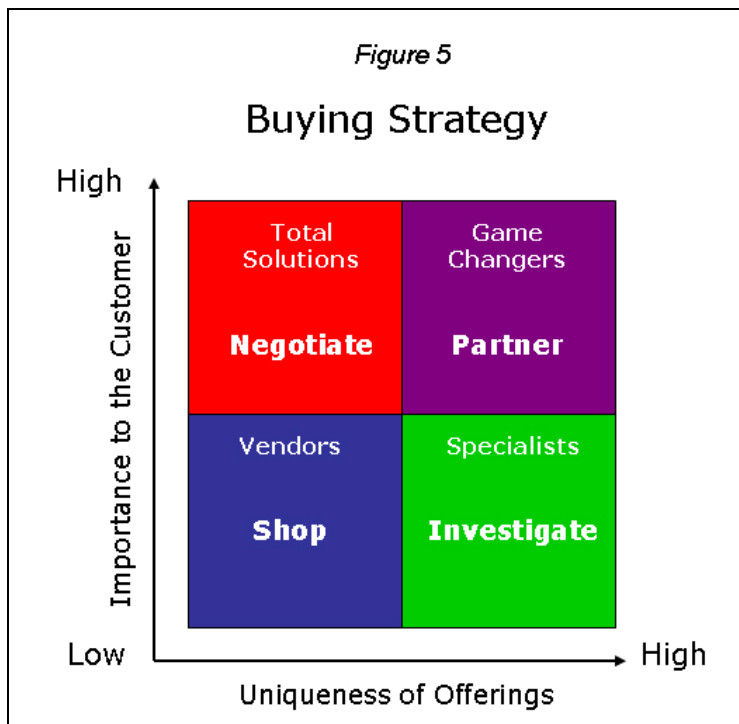 Figure 5
Buying Strategy
High
Importance to the Customer
Total
Solutions
Negotiate
Game
Changers
Partner
Vendors
Shop
Specialists
Investigate
Low
High
Uniqueness of Offerings